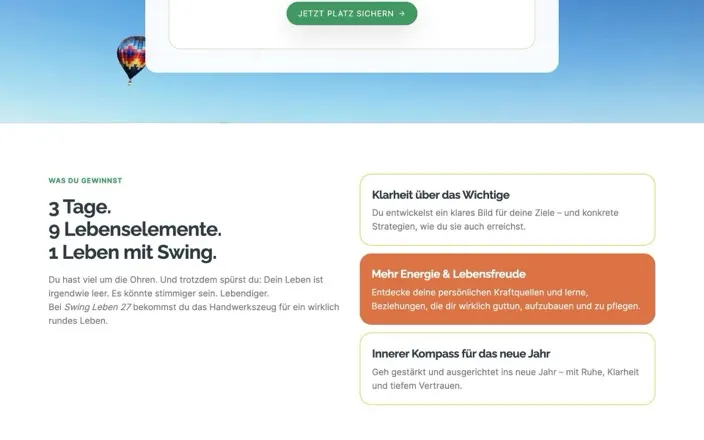 JETZT PLATZ SICHERN →
WAS DU GEWINNST
3 Tage.
9 Lebenselemente.
1 Leben mit Swing.
Du hast viel um die Ohren. Und trotzdem spürst du: Dein Leben ist
irgendwie leer. Es könnte stimmiger sein. Lebendiger.
Bei Swing Leben 27 bekommst du das Handwerkszeug für ein wirklich
rundes Leben.
Klarheit über das Wichtige
Du entwickelst ein klares Bild für deine Ziele – und konkrete
Strategien, wie du sie auch erreichst.
Mehr Energie & Lebensfreude
Entdecke deine persönlichen Kraftquellen und lerne,
Beziehungen, die dir wirklich guttun, aufzubauen und zu pflegen.
Innerer Kompass für das neue Jahr
Geh gestärkt und ausgerichtet ins neue Jahr – mit Ruhe, Klarheit
und tiefem Vertrauen.